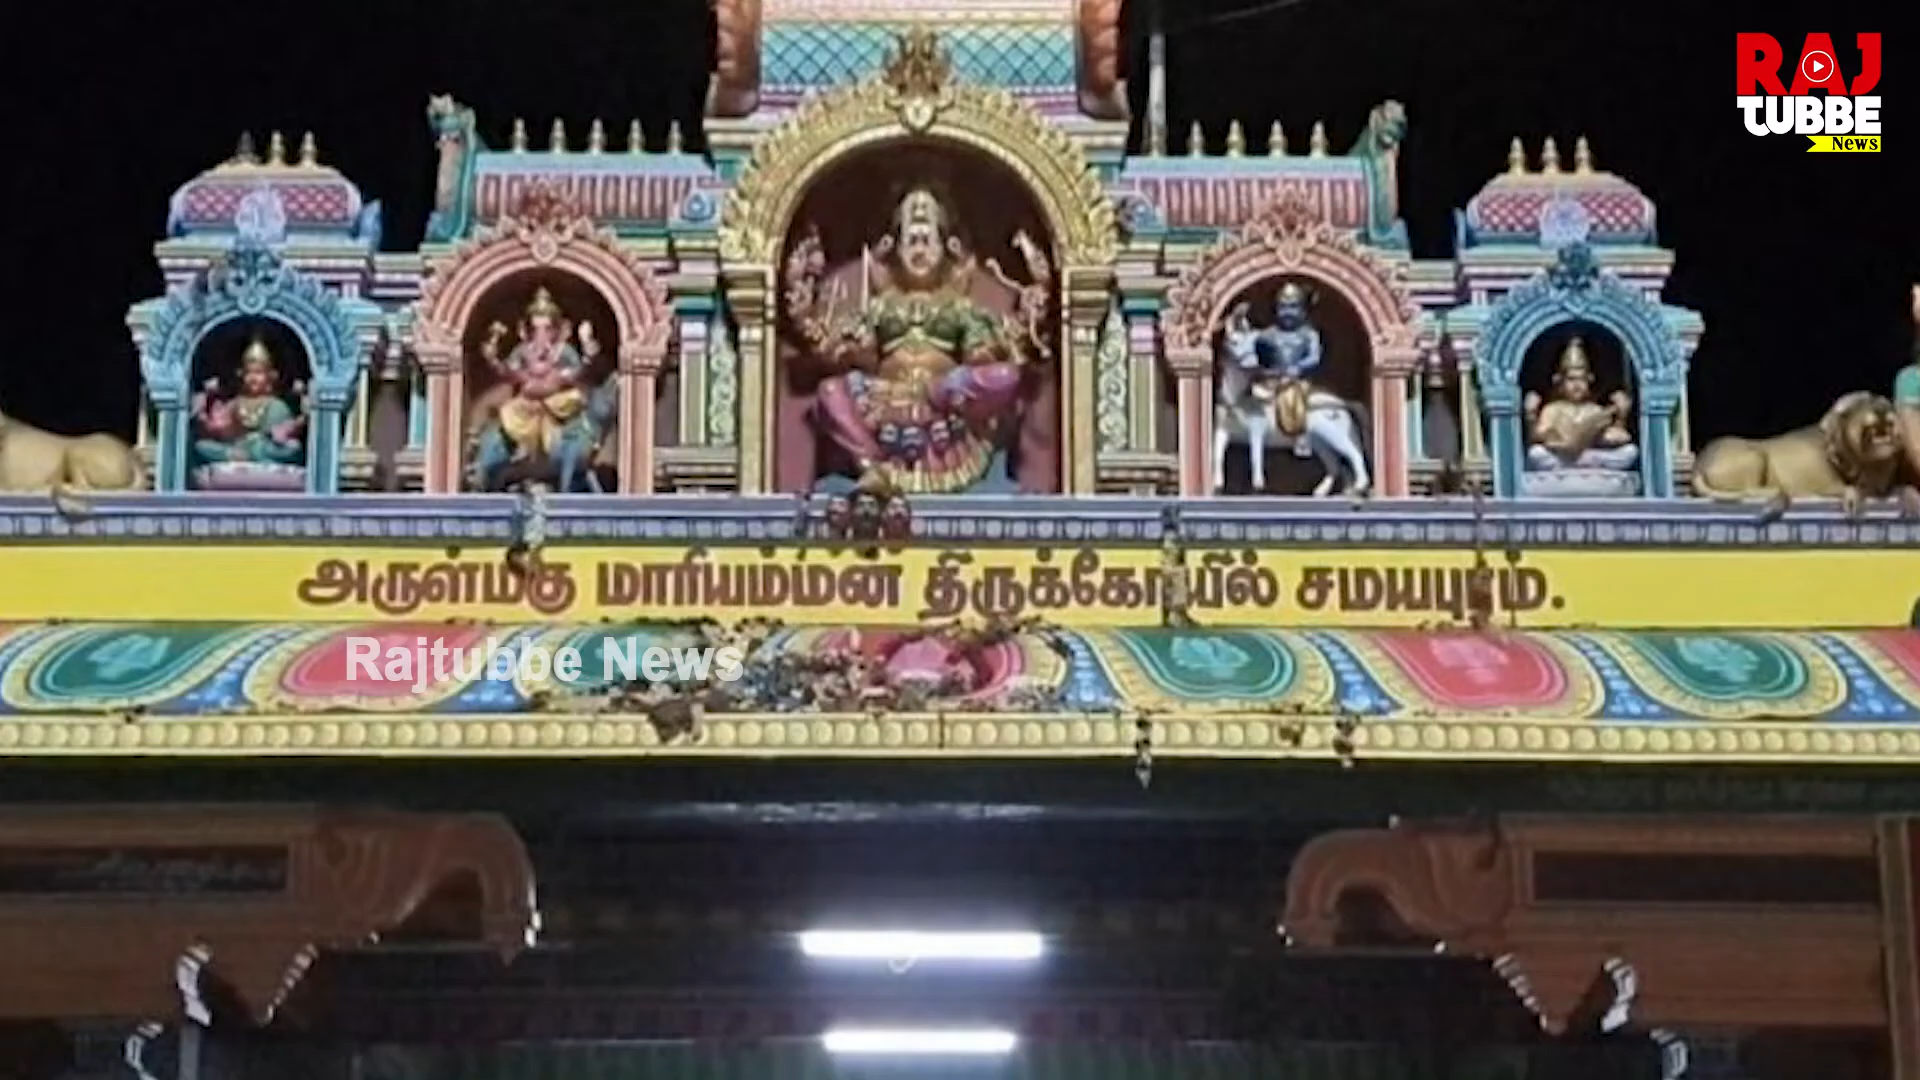 RAJ
TUBBE
News
அருள்மிகு மாரியம்மன் திருக்கோயில் சமயபுரம்.
Rajtubbe News